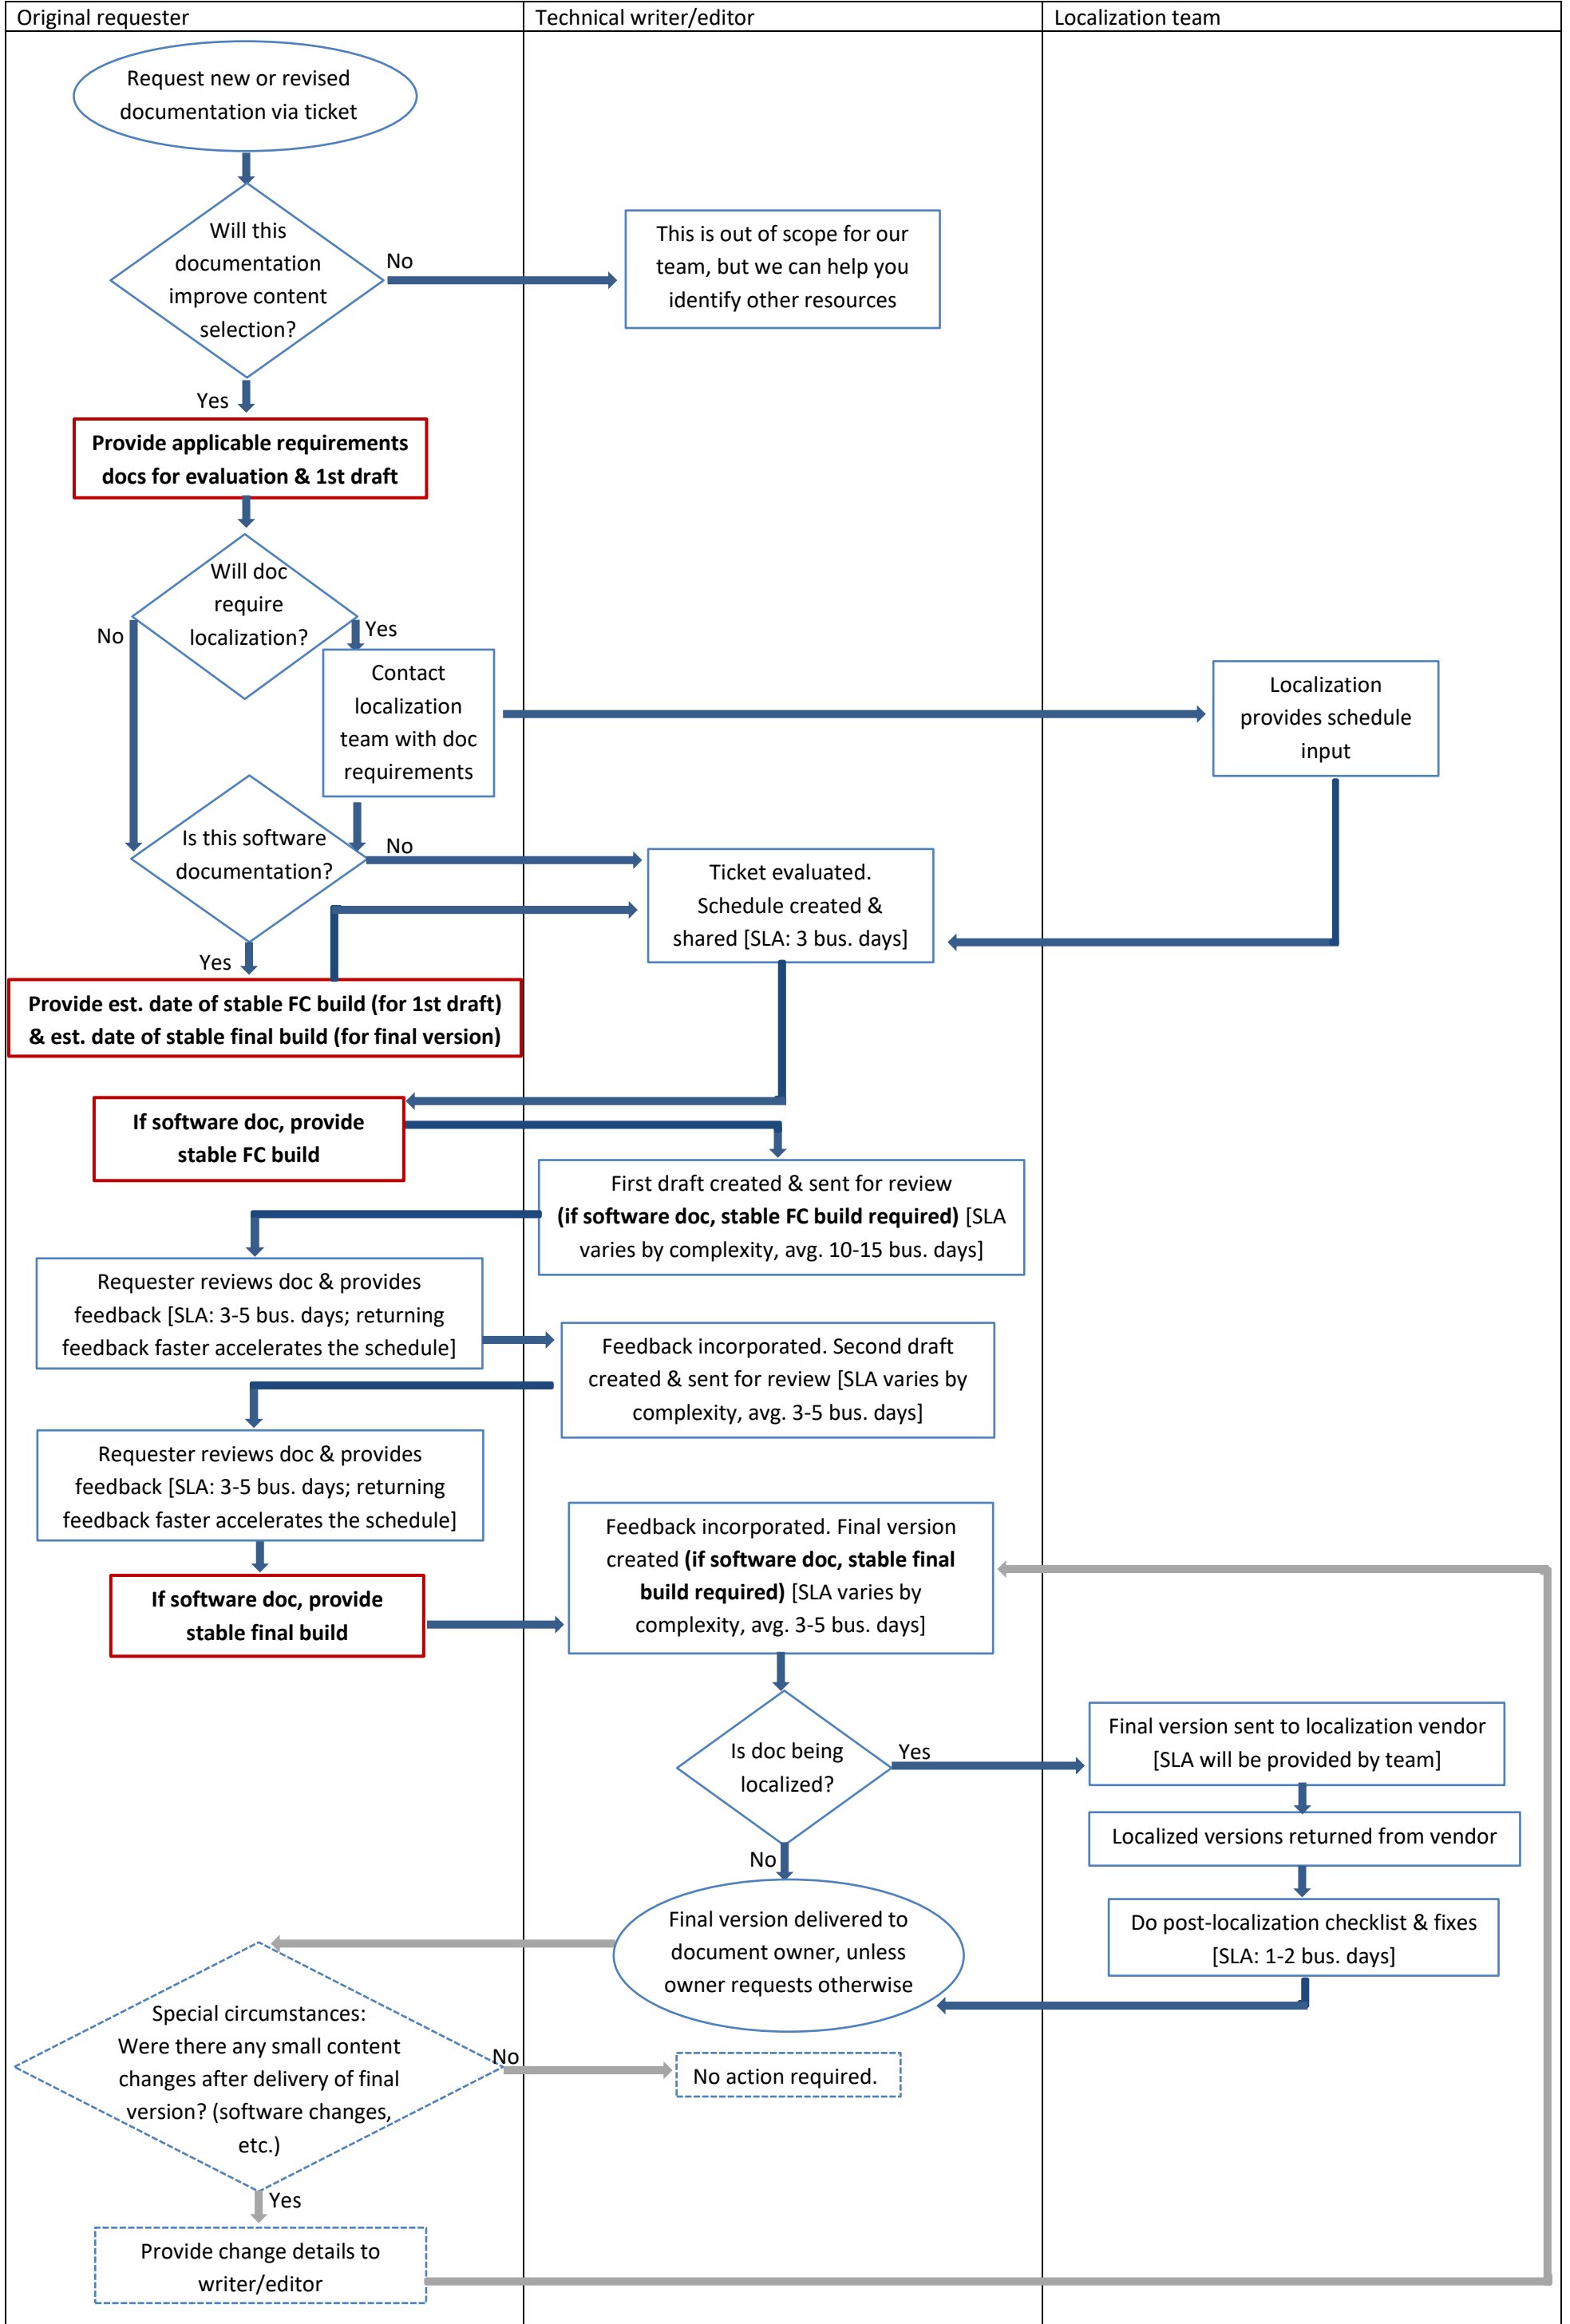 Original requester
Technical writer/editor
Localization team
Request new or revised
documentation via ticket
Will this
documentation
improve content
selection?
No
This is out of scope for our
team, but we can help you
identify other resources
Yes
Provide applicable requirements
docs for evaluation & 1st draft
Will doc
require
localization?
No
Yes
Contact
localization
team with doc
requirements
Localization
provides schedule
input
Is this software
documentation?
No
Ticket evaluated.
Schedule created &
shared [SLA: 3 bus. days]
Yes
Provide est. date of stable FC build (for 1st draft)
& est. date of stable final build (for final version)
If software doc, provide
stable FC build
First draft created & sent for review
(if software doc, stable FC build required) [SLA
varies by complexity, avg. 10-15 bus. days]
Requester reviews doc & provides
feedback [SLA: 3-5 bus. days; returning
feedback faster accelerates the schedule]
Feedback incorporated. Second draft
created & sent for review [SLA varies by
complexity, avg. 3-5 bus. days]
Requester reviews doc & provides
feedback [SLA: 3-5 bus. days; returning
feedback faster accelerates the schedule]
Feedback incorporated. Final version
created (if software doc, stable final
build required) [SLA varies by
complexity, avg. 3-5 bus. days]
If software doc, provide
stable final build
Is doc being
localized?
Yes
Final version sent to localization vendor
[SLA will be provided by team]
Localized versions returned from vendor
No
Do post-localization checklist & fixes
[SLA: 1-2 bus. days]
Final version delivered to
document owner, unless
owner requests otherwise
Special circumstances:
Were there any small content
changes after delivery of final
version? (software changes,
etc.)
No
No action required.
Yes
Provide change details to
writer/editor